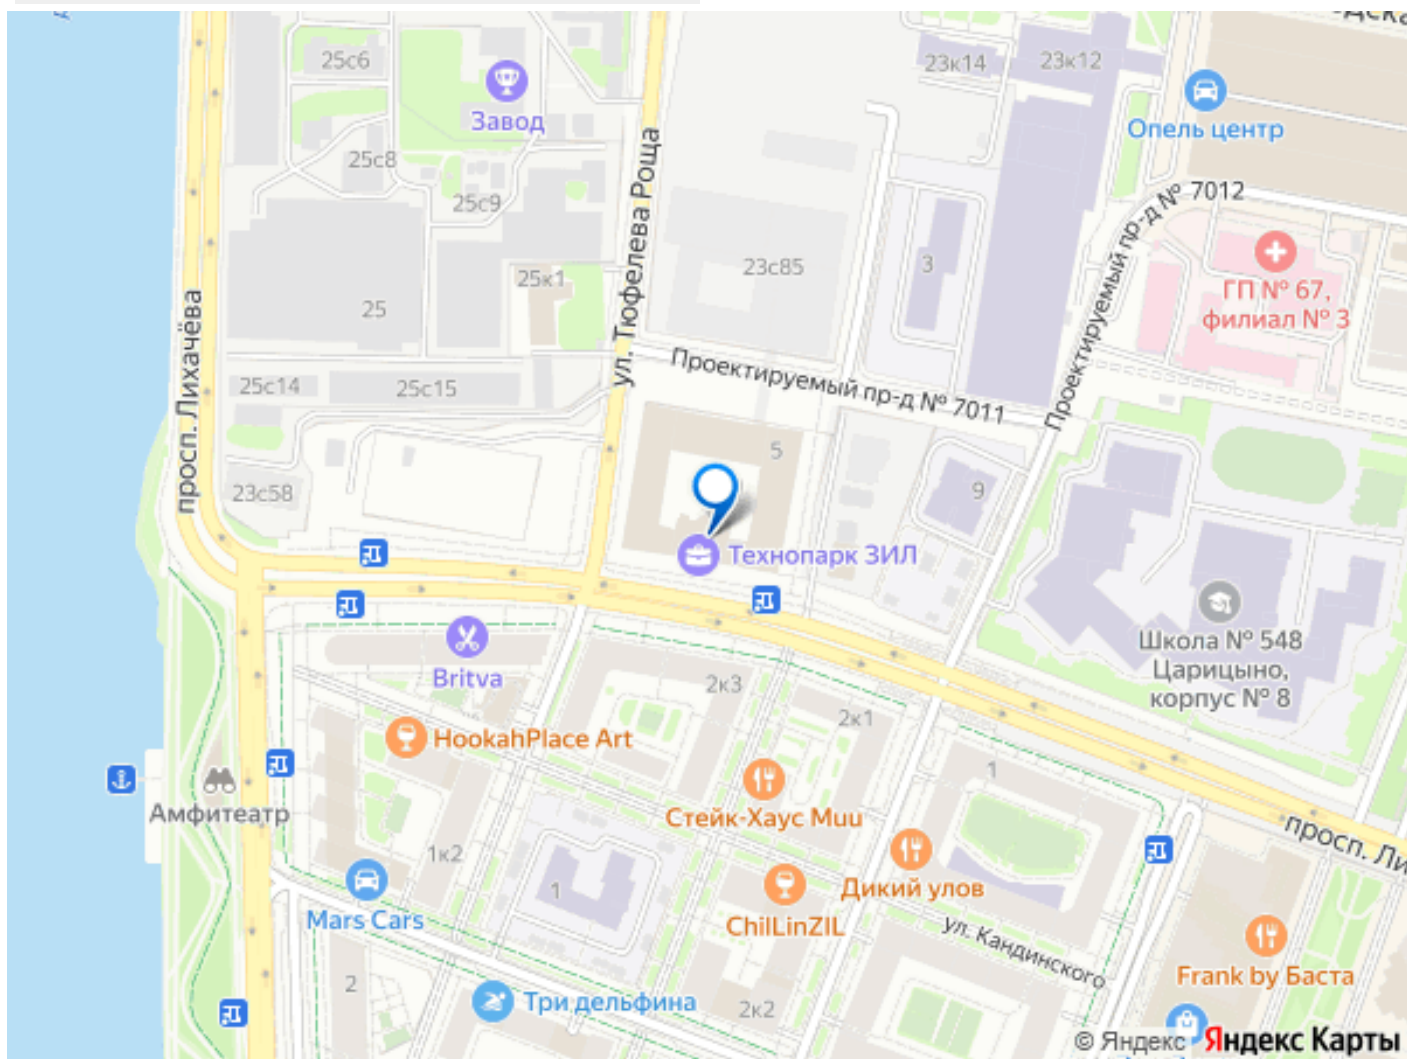 25с6
23к14
23к12
Завод
Опель центр
25с8
25с9
ул. Тюфелева Роща
Проектируемый пр-д № 7012
25к1
23с85
3
ГП № 67,
филиал № 3
25
просп. Лихачёва
Проектируемый пр-д № 7011
25с14
25с15
5
23с58
9
Технопарк ЗИЛ
Школа № 548
Царицыно,
корпус № 8
Britva
2к3
2к1
HookahPlace Art
1
Амфитеатр
Стейк-Хаус Muu
просп. Ли
1к2
1
Дикий улов
Mars Cars
ChilLinZIL
ул. Кандинского
2
Frank by Баста
Три дельфина
2к2
© Яндекс
Яндекс Карты